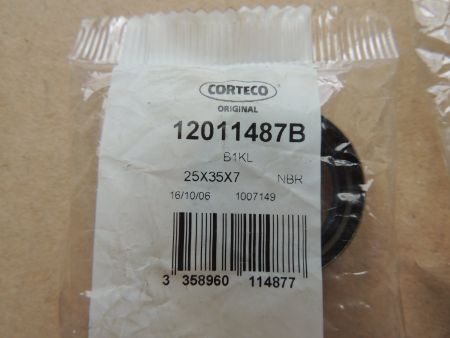 CORTECO
ORIGINAL
12011487B
B1KL
25X35X7 NBR
16/10/06 1007149
3 358960 114877